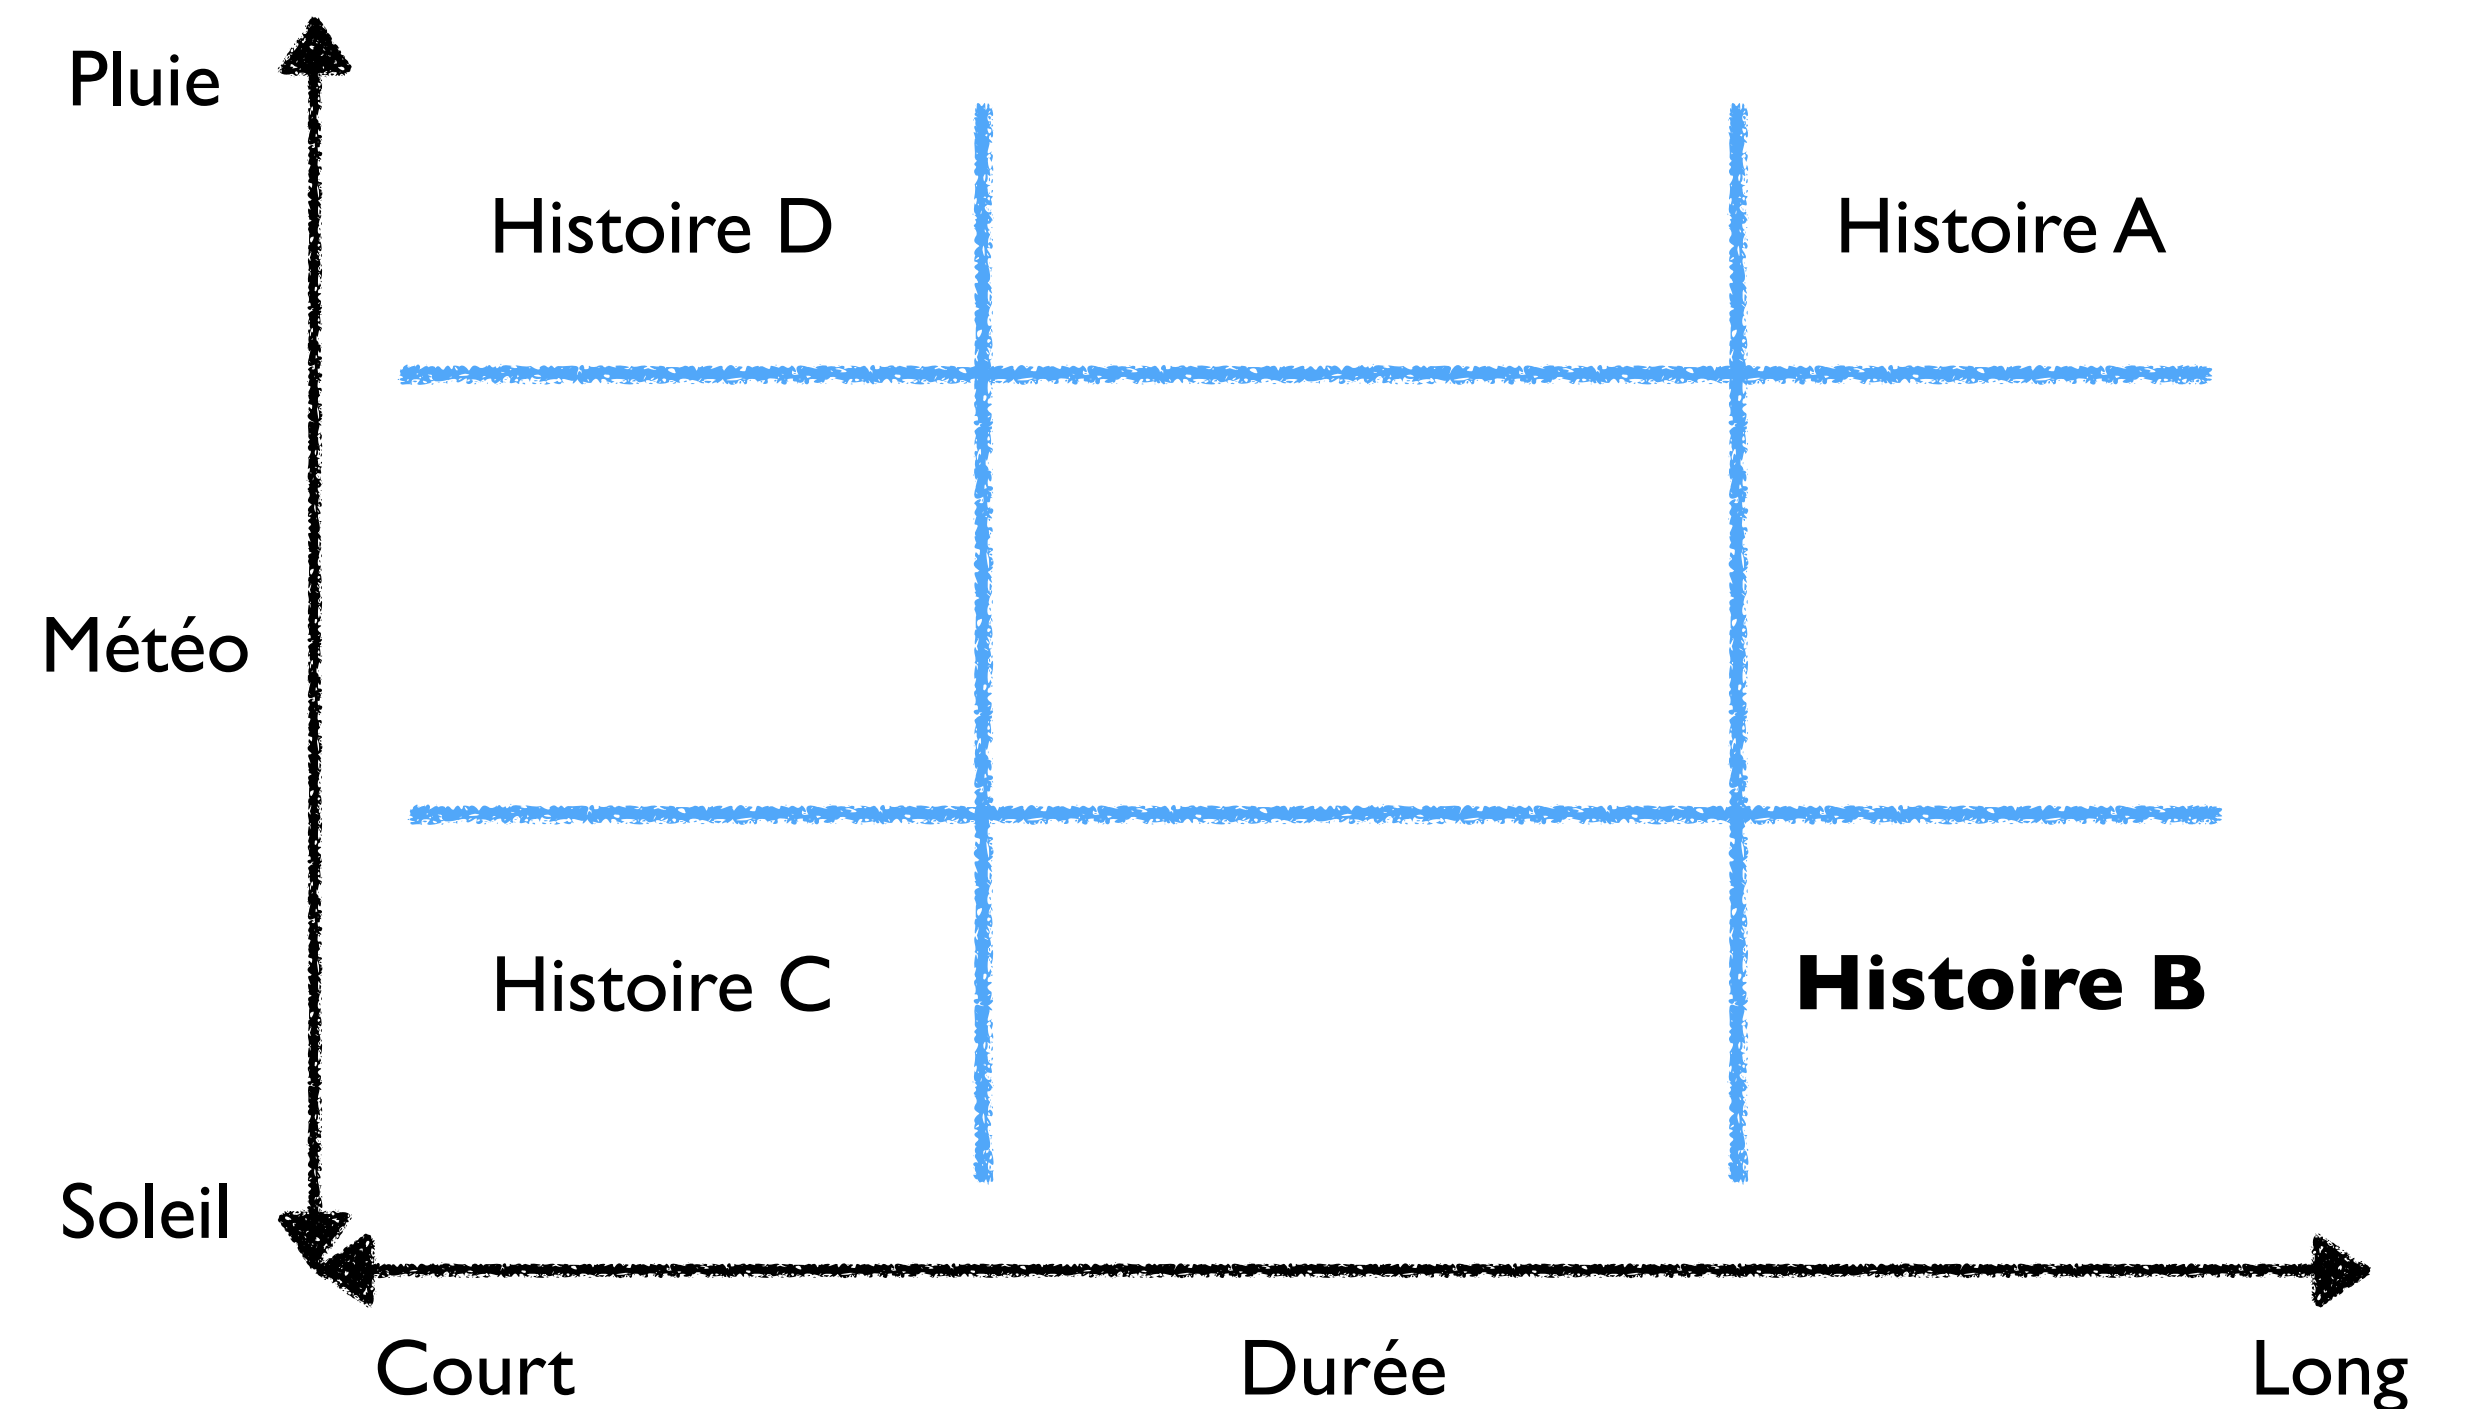 Pluie
Histoire D
Histoire A
Météo
Histoire C
Histoire B
Soleil
Court
Durée
Long